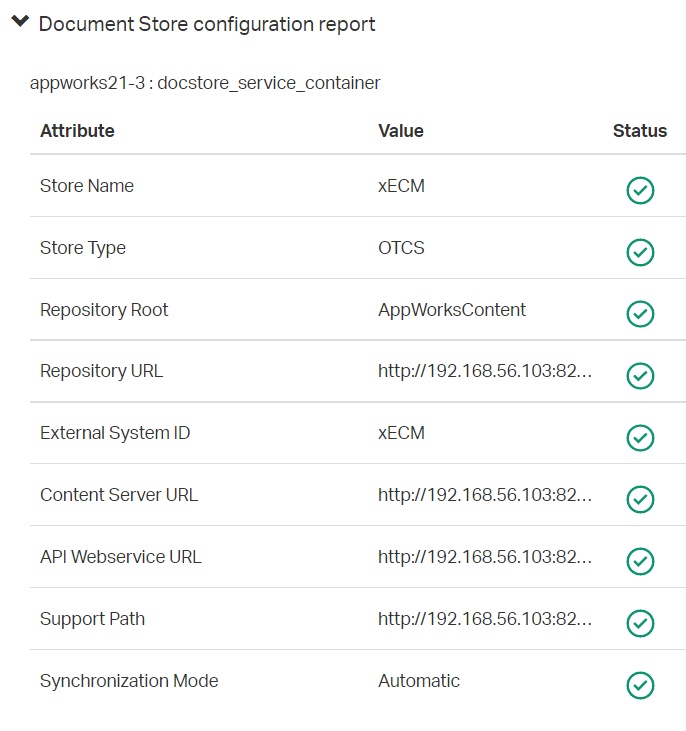 Document Store configuration report
appworks21-3 : docstore_service_container
Attribute Value Status
Store Name xECM
Store Type OTCS
Repository Root AppWorksContent
Repository URL http://192.168.56.103:82...
External System ID xECM
Content Server URL http://192.168.56.103:82...
API Webservice URL http://192.168.56.103:82...
Support Path http://192.168.56.103:82...
Synchronization Mode Automatic